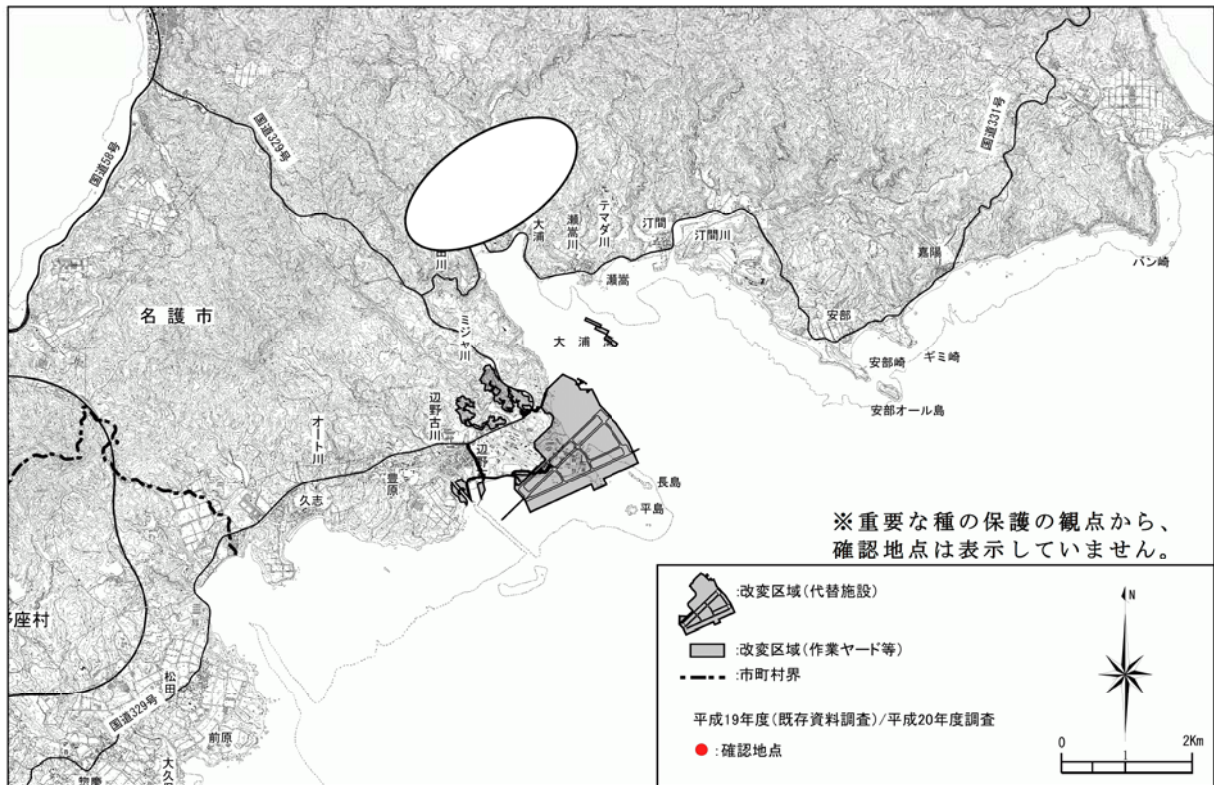 国道58号
国道329号
国道331号
大浦
瀬嵩川
テマダ川
汀間
汀間川
瀬嵩
嘉陽
バン崎
安部
安部崎
ギミ崎
安部オール島
名護市
田川
ミジャ川
大浦
辺野古川
辺野
オート川
豊原
久志
長島
平島
※重要な種の保護の観点から、
確認地点は表示していません。
座村
松田
国道329号
前原
大久
惣慶
:改変区域(代替施設)
:改変区域(作業ヤード等)
:市町村界
平成19年度(既存資料調査)/平成20年度調査
:確認地点
N
0 1 2Km